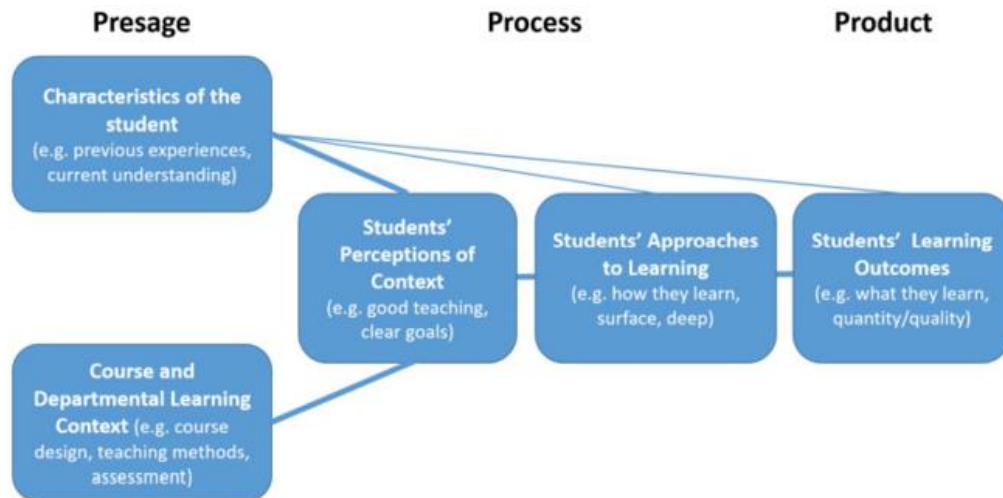 Presage
Process
Product
Characteristics of the
student
(e.g. previous experiences,
current understanding)
Students’
Perceptions of
Context
(e.g. good teaching,
clear goals)
Students’ Approaches
to Learning
(e.g. how they learn,
surface, deep)
Students’ Learning
Outcomes
(e.g. what they learn,
quantity/quality)
Course and
Departmental Learning
Context (e.g. course
design, teaching methods,
assessment)